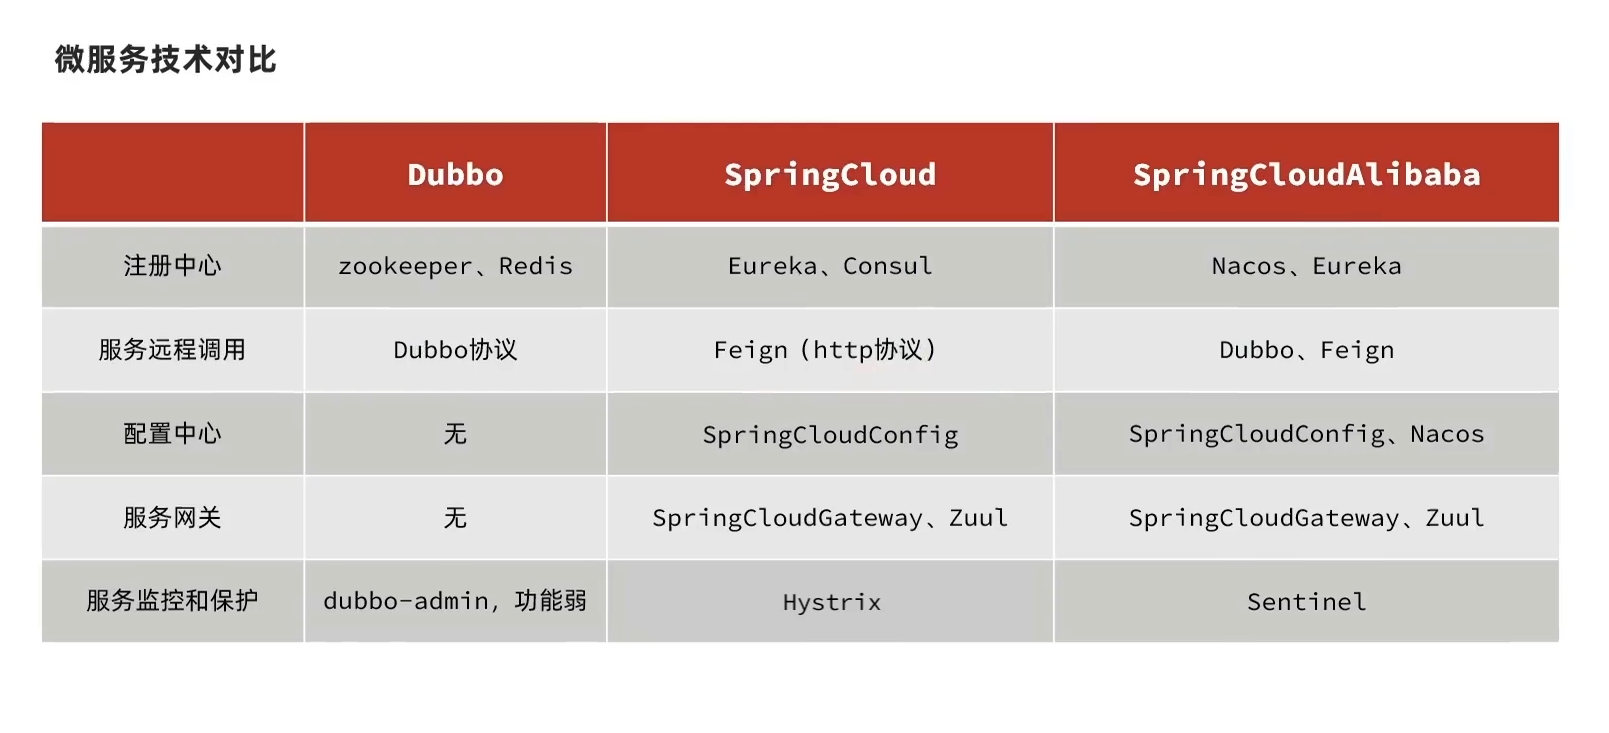 微服务技术对比
Dubbo SpringCloud SpringCloudAlibaba
注册中心 zookeeper、Redis Eureka、Consul Nacos、Eureka
服务远程调用 Dubbo协议 Feign（http协议） Dubbo、Feign
配置中心 无 SpringCloudConfig SpringCloudConfig、Nacos
服务网关 无 SpringCloudGateway、Zuul SpringCloudGateway、Zuul
服务监控和保护 dubbo-admin，功能弱 Hystrix Sentinel